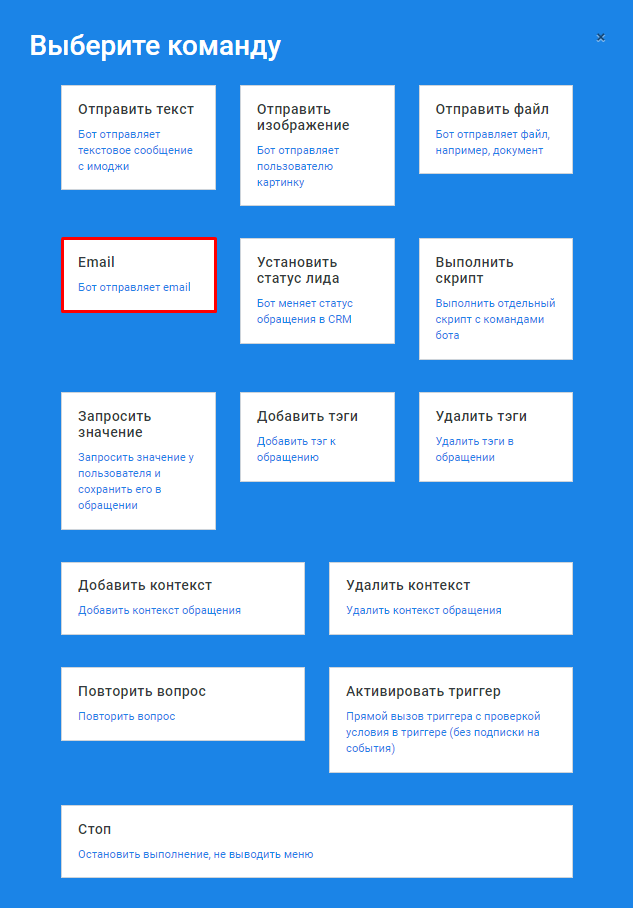 Выберите команду
×
Отправить текст
Бот отправляет
текстовое сообщение
с имоджи
Отправить
изображение
Бот отправляет
пользователю
картинку
Отправить файл
Бот отправляет файл,
например, документ
Email
Бот отправляет email
Установить
статус лида
Бот меняет статус
обращения в CRM
Выполнить
скрипт
Выполнить отдельный
скрипт с командами
бота
Запросить
значение
Запросить значение у
пользователя и
сохранить его в
обращении
Добавить тэги
Добавить тэг к
обращению
Удалить тэги
Удалить тэги в
обращении
Добавить контекст
Добавить контекст обращения
Удалить контекст
Удалить контекст обращения
Повторить вопрос
Повторить вопрос
Активировать триггер
Прямой вызов триггера с проверкой
условия в триггере (без подписки на
события)
Стоп
Остановить выполнение, не выводить меню